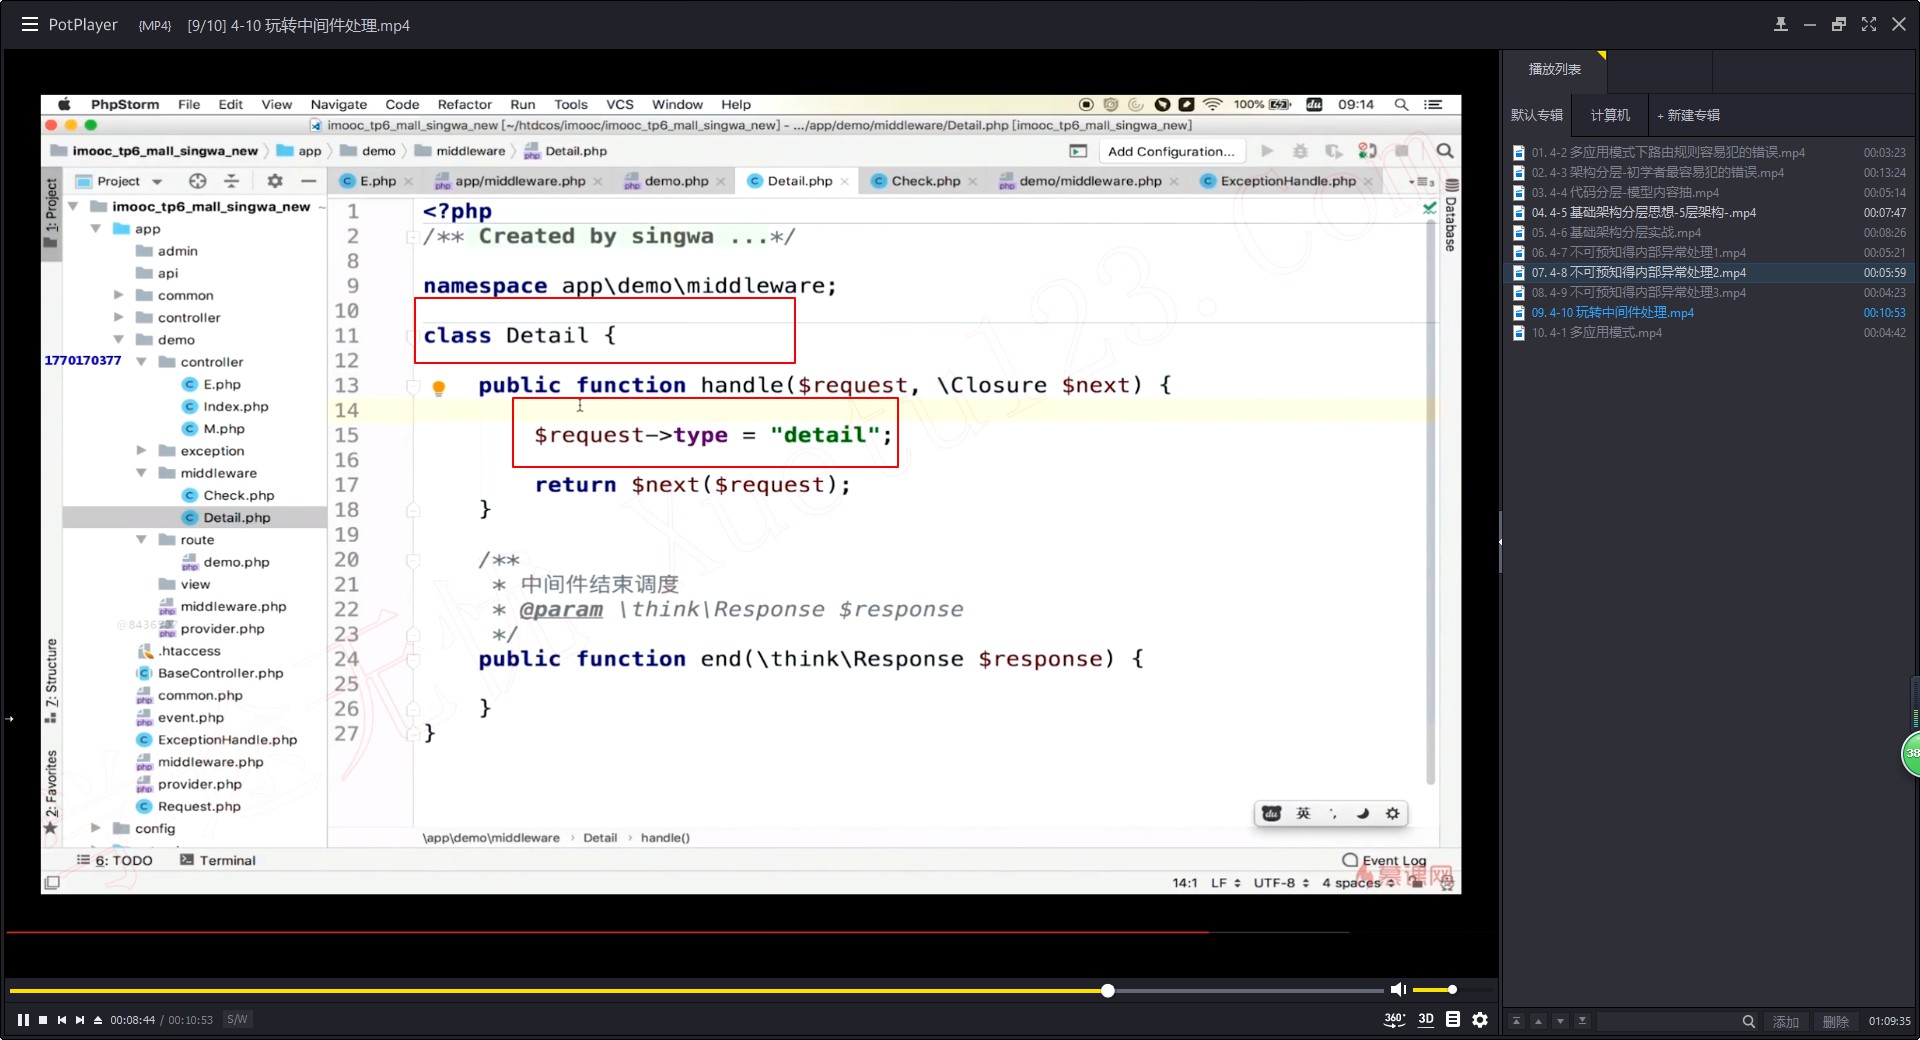 PotPlayer {MP4} [9/10] 4-10 玩转中间件处理.mp4
播放列表
默认专辑 计算机 + 新建专辑
01. 4-2 多应用模式下路由规则容易犯的错误.mp4 00:03:23
02. 4-3 架构分层-初学者最容易犯的错误.mp4 00:13:24
03. 4-4 代码分层-模型内容抽.mp4 00:05:14
04. 4-5 基础架构分层思想-5层架构-.mp4 00:07:47
05. 4-6 基础架构分层实战.mp4 00:08:26
06. 4-7 不可预知得内部异常处理1.mp4 00:05:21
07. 4-8 不可预知得内部异常处理2.mp4 00:05:59
08. 4-9 不可预知得内部异常处理3.mp4 00:04:23
09. 4-10 玩转中间件处理.mp4 00:10:53
10. 4-1 多应用模式.mp4 00:04:42
PhpStorm File Edit View Navigate Code Refactor Run Tools VCS Window Help 100% du 09:14
imooc_tp6_mall_singwa_new [~/htdcos/imooc/imooc_tp6_mall_singwa_new] - .../app/demo/middleware/Detail.php [imooc_tp6_mall_singwa_new]
imooc_tp6_mall_singwa_new app demo middleware Detail.php Add Configuration...
Project E.php app/middleware.php demo.php Detail.php Check.php demo/middleware.php ExceptionHandle.php
1: Project
Z: Structure
2: Favorites
Database
imooc_tp6_mall_singwa_new
app
admin
api
common
controller
demo
controller
E.php
Index.php
M.php
exception
middleware
Check.php
Detail.php
route
demo.php
view
middleware.php
provider.php
.htaccess
BaseController.php
common.php
event.php
ExceptionHandle.php
middleware.php
provider.php
Request.php
config
1770170377
1 <?php
2 /** Created by singwa ...*/
8
9 namespace app\demo\middleware;
10
11 class Detail {
12
13 public function handle($request, \Closure $next) {
14
15 $request->type = "detail";
16
17 return $next($request);
18 }
19
20 /**
21 * 中间件结束调度
22 * @param \think\Response $response
23 */
24 public function end(\think\Response $response) {
25
26 }
27 }
du 英
\app\demo\middleware › Detail › handle()
6: TODO Terminal Event Log
慕课网
14:1 LF UTF-8 4 spaces
38
00:08:44 / 00:10:53 S/W
360° 3D
添加 删除 01:09:35